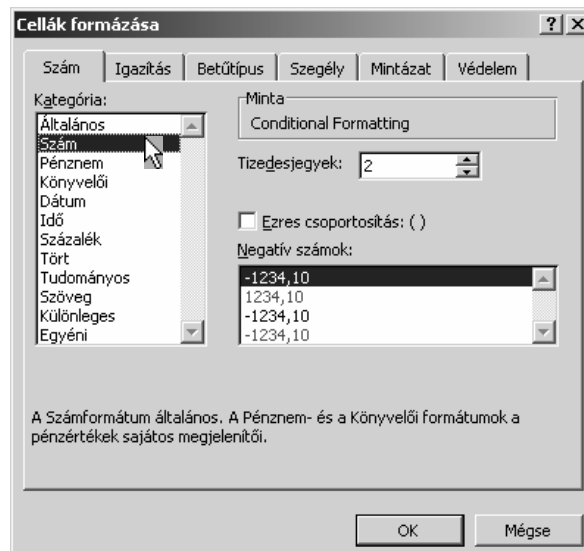 Cellák formázása
Szám Igazítás Betűtípus Szegély Mintázat Védelem
Kategória:
Általános
Szám
Pénznem
Könyvelői
Dátum
Idő
Százalék
Tört
Tudományos
Szöveg
Különleges
Egyéni
Minta
Conditional Formatting
Tizedesjegyek: 2
Ezres csoportosítás: ( )
Negatív számok:
-1234,10
1234,10
-1234,10
-1234,10
A Számformátum általános. A Pénznem- és a Könyvelői formátumok a
pénzértékek sajátos megjelenítői.
OK Mégse